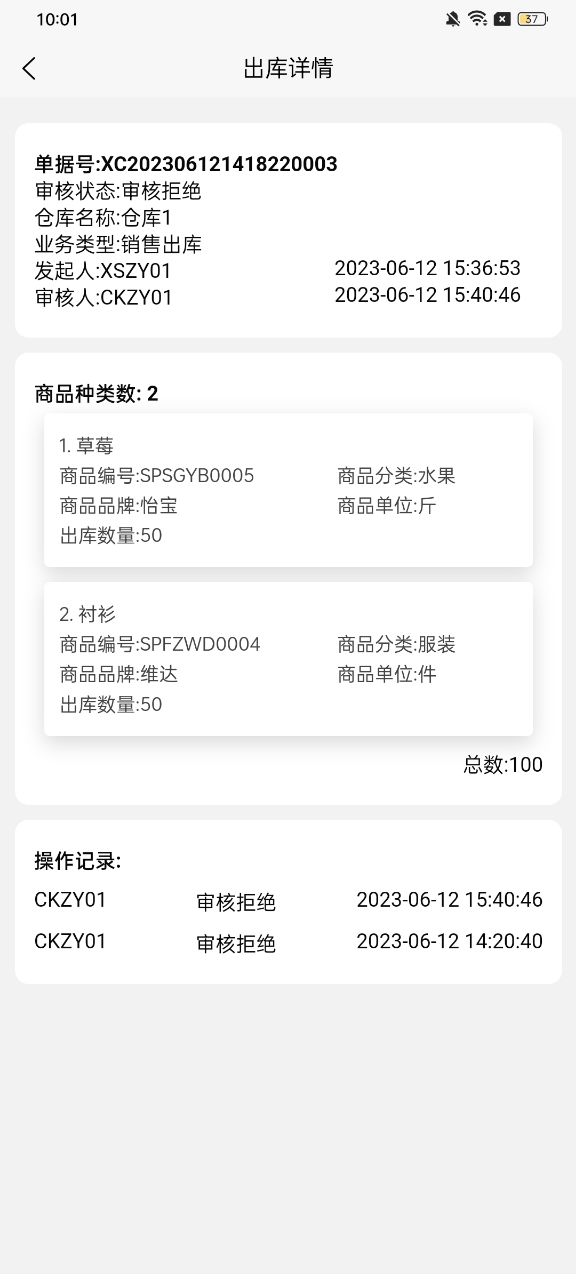 10:01
37
出库详情
单据号:XC202306121418220003
审核状态:审核拒绝
仓库名称:仓库1
业务类型:销售出库
发起人:XSZY01 2023-06-12 15:36:53
审核人:CKZY01 2023-06-12 15:40:46
商品种类数: 2
1. 草莓
商品编号:SPSGYB0005 商品分类:水果
商品品牌:怡宝 商品单位:斤
出库数量:50
2. 衬衫
商品编号:SPFZWD0004 商品分类:服装
商品品牌:维达 商品单位:件
出库数量:50
总数:100
操作记录:
CKZY01 审核拒绝 2023-06-12 15:40:46
CKZY01 审核拒绝 2023-06-12 14:20:40